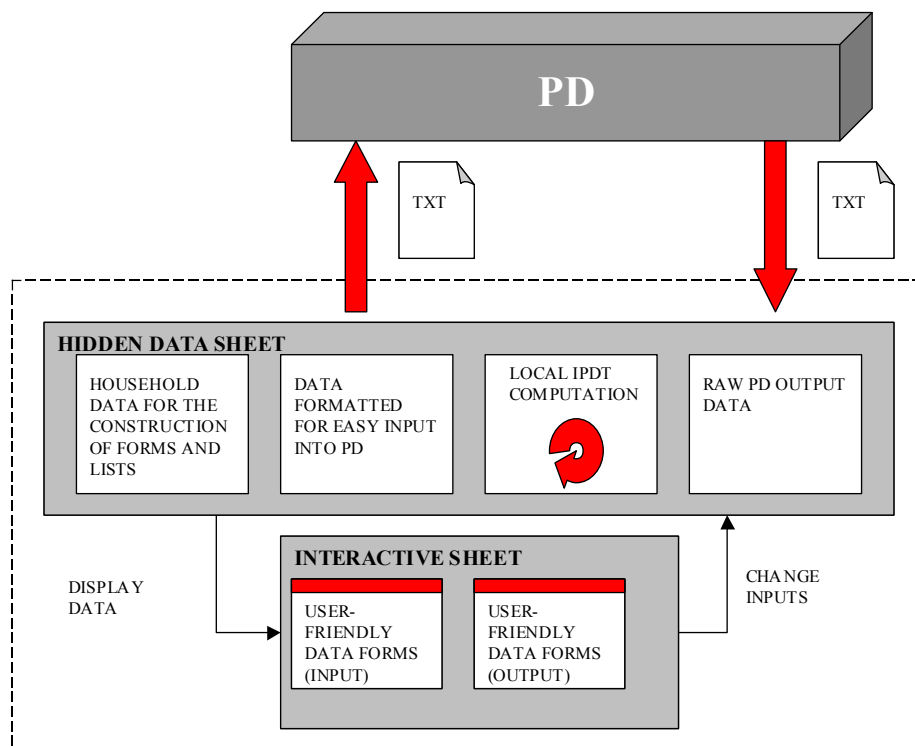 PD
TXT
TXT
HIDDEN DATA SHEET
HOUSEHOLD
DATA FOR THE
CONSTRUCTION
OF FORMS AND
LISTS
DATA
FORMATTED
FOR EASY INPUT
INTO PD
LOCAL IPDT
COMPUTATION
RAW PD OUTPUT
DATA
DISPLAY
DATA
INTERACTIVE SHEET
USER-
FRIENDLY
DATA FORMS
(INPUT)
USER-
FRIENDLY
DATA FORMS
(OUTPUT)
CHANGE
INPUTS